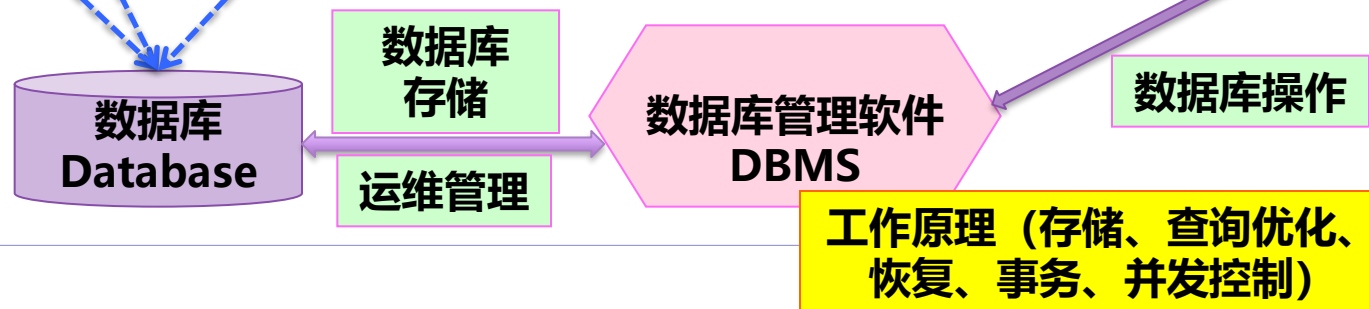 数据库
存储
数据库操作
数据库
Database
数据库管理软件
DBMS
运维管理
工作原理（存储、查询优化、
恢复、事务、并发控制）